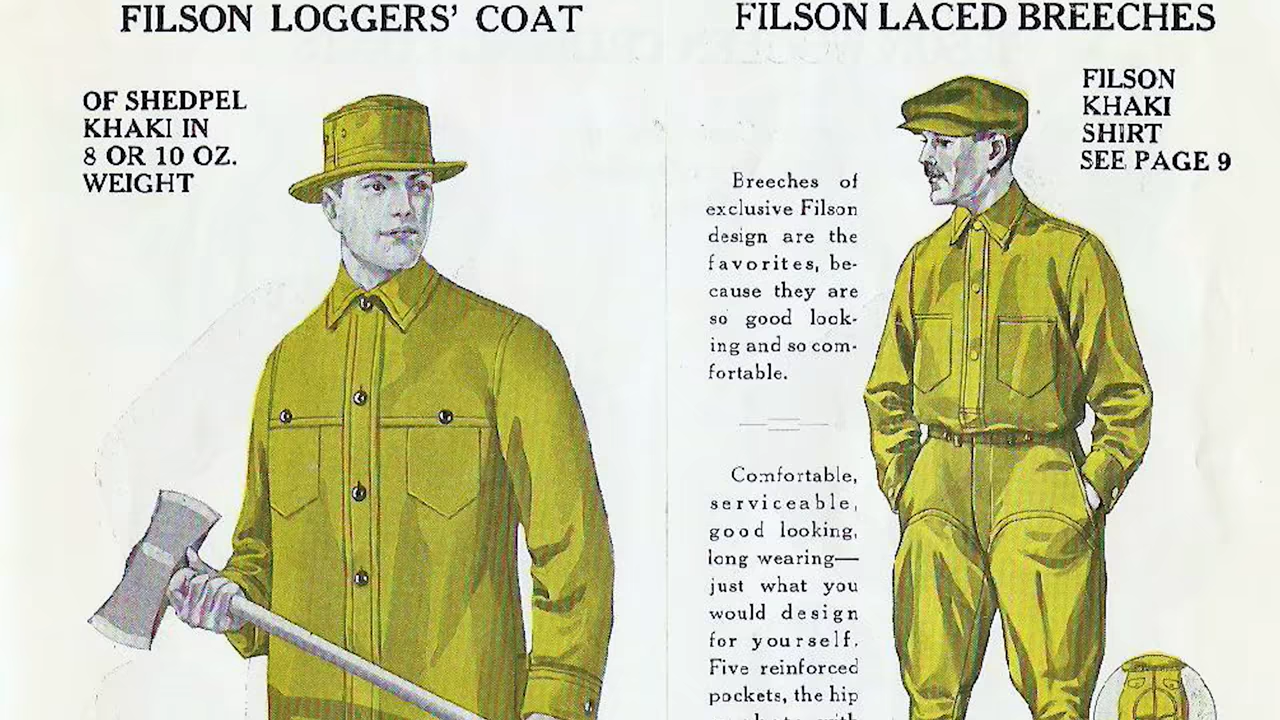 FILSON LOGGERS' COAT
OF SHEDPEL
KHAKI IN
8 OR 10 OZ.
WEIGHT
FILSON LACED BREECHES
FILSON
KHAKI
SHIRT
SEE PAGE 9
Breeches of
exclusive Filson
design are the
favorites, be-
cause they are
so good look-
ing and so com-
fortable.
Comfortable,
serviceable,
good looking,
long wearing—
just what you
would design
for yourself.
Five reinforced
pockets, the hip